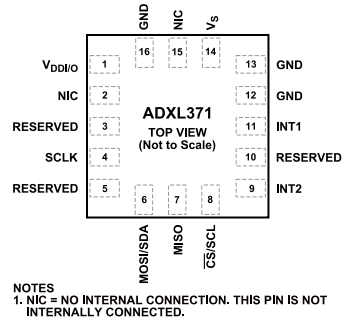 GND
NIC
VS
16
15
14
VDDI/O
1
13
GND
NIC
2
12
GND
ADXL371
RESERVED
3
TOP VIEW
11
INT1
(Not to Scale)
SCLK
4
10
RESERVED
RESERVED
5
9
INT2
6
7
8
MOSI/SDA
MISO
C̅S̅/SCL
NOTES
1. NIC = NO INTERNAL CONNECTION. THIS PIN IS NOT
INTERNALLY CONNECTED.